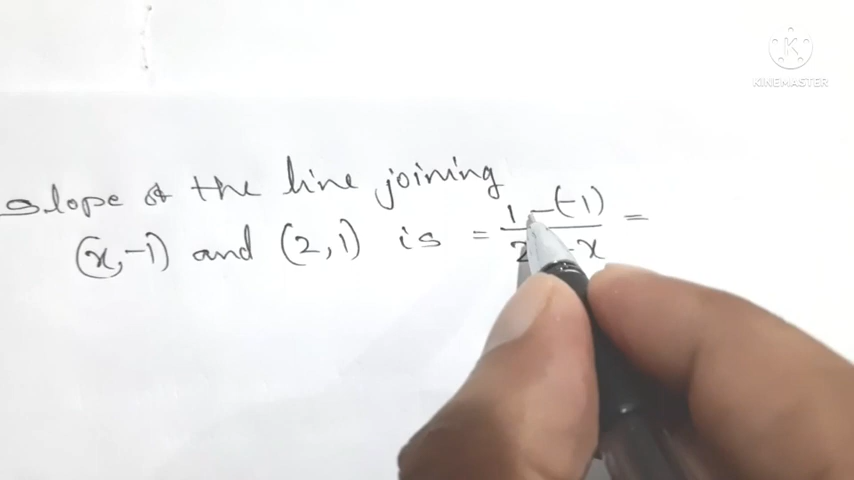 slope of the line joining
(x,-1) and (2,1) is = 1-(-1)/2-x =
K
KINEMASTER